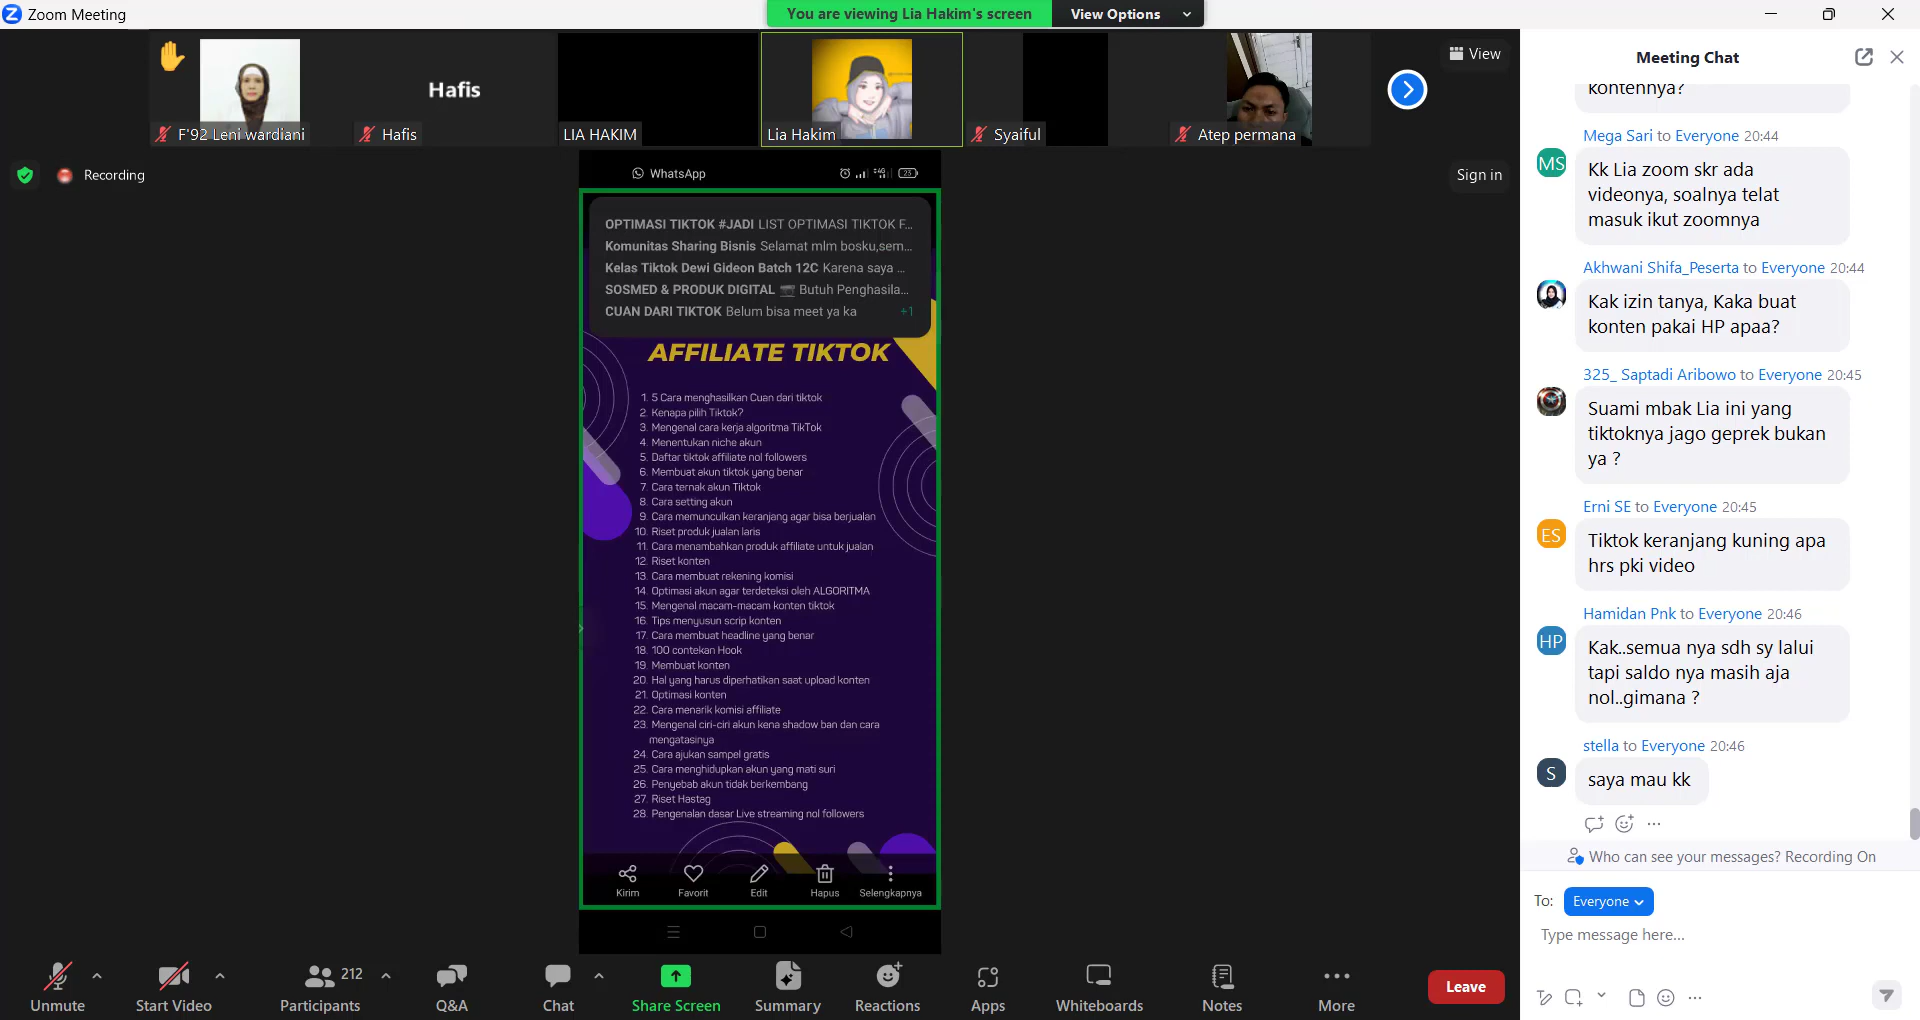 Zoom Meeting
You are viewing Lia Hakim's screen
View Options
F'92 Leni wardiani
Hafis
Hafis
LIA HAKIM
Lia Hakim
Syaiful
Atep permana
View
Recording
Sign in
WhatsApp
23
OPTIMASI TIKTOK #JADI LIST OPTIMASI TIKTOK F...
Komunitas Sharing Bisnis Selamat mlm bosku,sem...
Kelas Tiktok Dewi Gideon Batch 12C Karena saya ...
SOSMED & PRODUK DIGITAL 📷 Butuh Penghasila...
CUAN DARI TIKTOK Belum bisa meet ya ka +1
AFFILIATE TIKTOK
1. 5 Cara menghasilkan Cuan dari tiktok
2. Kenapa pilih Tiktok?
3. Mengenal cara kerja algoritma TikTok
4. Menentukan niche akun
5. Daftar tiktok affiliate nol followers
6. Membuat akun tiktok yang benar
7. Cara ternak akun Tiktok
8. Cara setting akun
9. Cara memunculkan keranjang agar bisa berjualan
10. Riset produk jualan laris
11. Cara menambahkan produk affiliate untuk jualan
12. Riset konten
13. Cara membuat rekening komisi
14. Optimasi akun agar terdeteksi oleh ALGORITMA
15. Mengenal macam-macam konten tiktok
16. Tips menyusun scrip konten
17. Cara membuat headline yang benar
18. 100 contekan Hook
19. Membuat konten
20. Hal yang harus diperhatikan saat upload konten
21. Optimasi konten
22. Cara menarik komisi affiliate
23. Mengenal ciri-ciri akun kena shadow ban dan cara
mengatasinya
24. Cara ajukan sampel gratis
25. Cara menghidupkan akun yang mati suri
26. Penyebab akun tidak berkembang
27. Riset Hastag
28. Pengenalan dasar Live streaming nol followers
Kirim
Favorit
Edit
Hapus
Selengkapnya
Unmute
Start Video
212
Participants
Q&A
Chat
Share Screen
Summary
Reactions
Apps
Whiteboards
Notes
More
Leave
Meeting Chat
kontennya?
Mega Sari to Everyone 20:44
MS
Kk Lia zoom skr ada
videonya, soalnya telat
masuk ikut zoomnya
Akhwani Shifa_Peserta to Everyone 20:44
Kak izin tanya, Kaka buat
konten pakai HP apaa?
325_ Saptadi Aribowo to Everyone 20:45
Suami mbak Lia ini yang
tiktoknya jago geprek bukan
ya ?
Erni SE to Everyone 20:45
ES
Tiktok keranjang kuning apa
hrs pki video
Hamidan Pnk to Everyone 20:46
HP
Kak..semua nya sdh sy lalui
tapi saldo nya masih aja
nol..gimana ?
stella to Everyone 20:46
S
saya mau kk
Who can see your messages? Recording On
To: Everyone
Type message here...